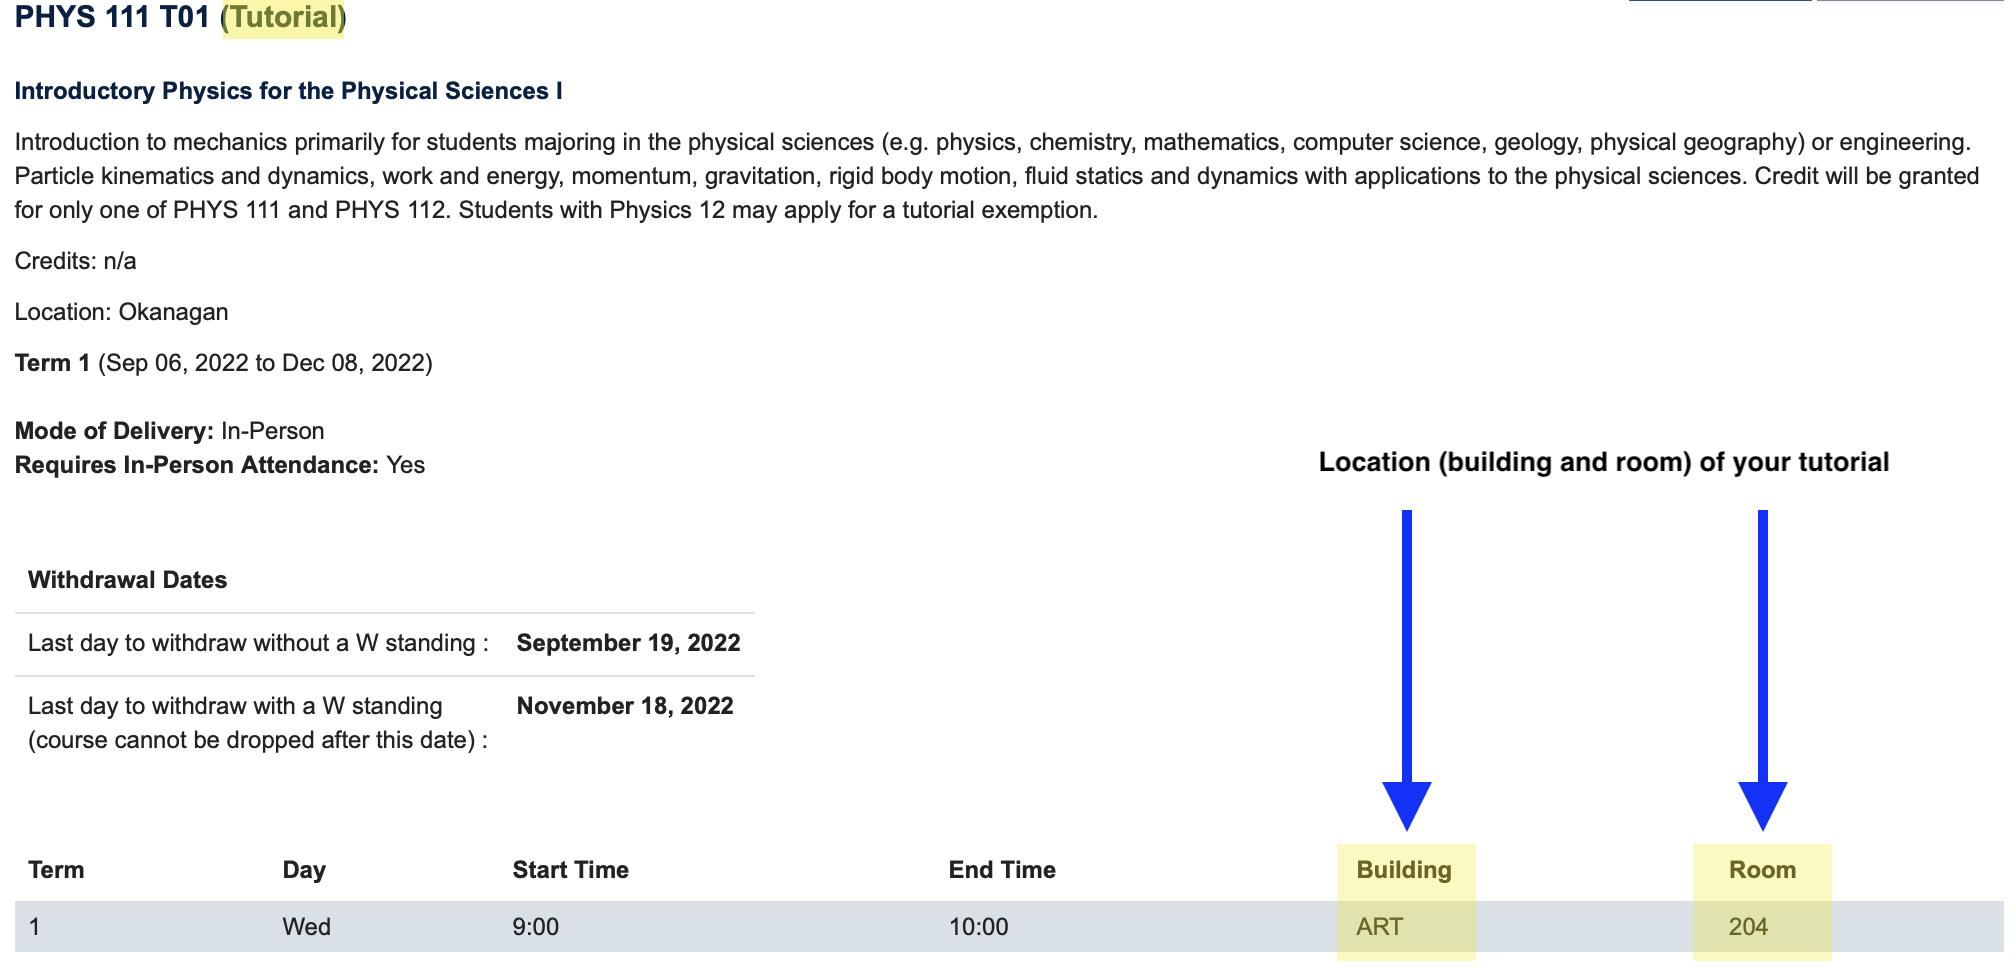 PHYS 111 T01 (Tutorial)
Introductory Physics for the Physical Sciences I
Introduction to mechanics primarily for students majoring in the physical sciences (e.g. physics, chemistry, mathematics, computer science, geology, physical geography) or engineering.
Particle kinematics and dynamics, work and energy, momentum, gravitation, rigid body motion, fluid statics and dynamics with applications to the physical sciences. Credit will be granted
for only one of PHYS 111 and PHYS 112. Students with Physics 12 may apply for a tutorial exemption.
Credits: n/a
Location: Okanagan
Term 1 (Sep 06, 2022 to Dec 08, 2022)
Mode of Delivery: In-Person
Requires In-Person Attendance: Yes
Location (building and room) of your tutorial
Withdrawal Dates
Last day to withdraw without a W standing : September 19, 2022
Last day to withdraw with a W standing November 18, 2022
(course cannot be dropped after this date) :
Term Day Start Time End Time Building Room
1 Wed 9:00 10:00 ART 204